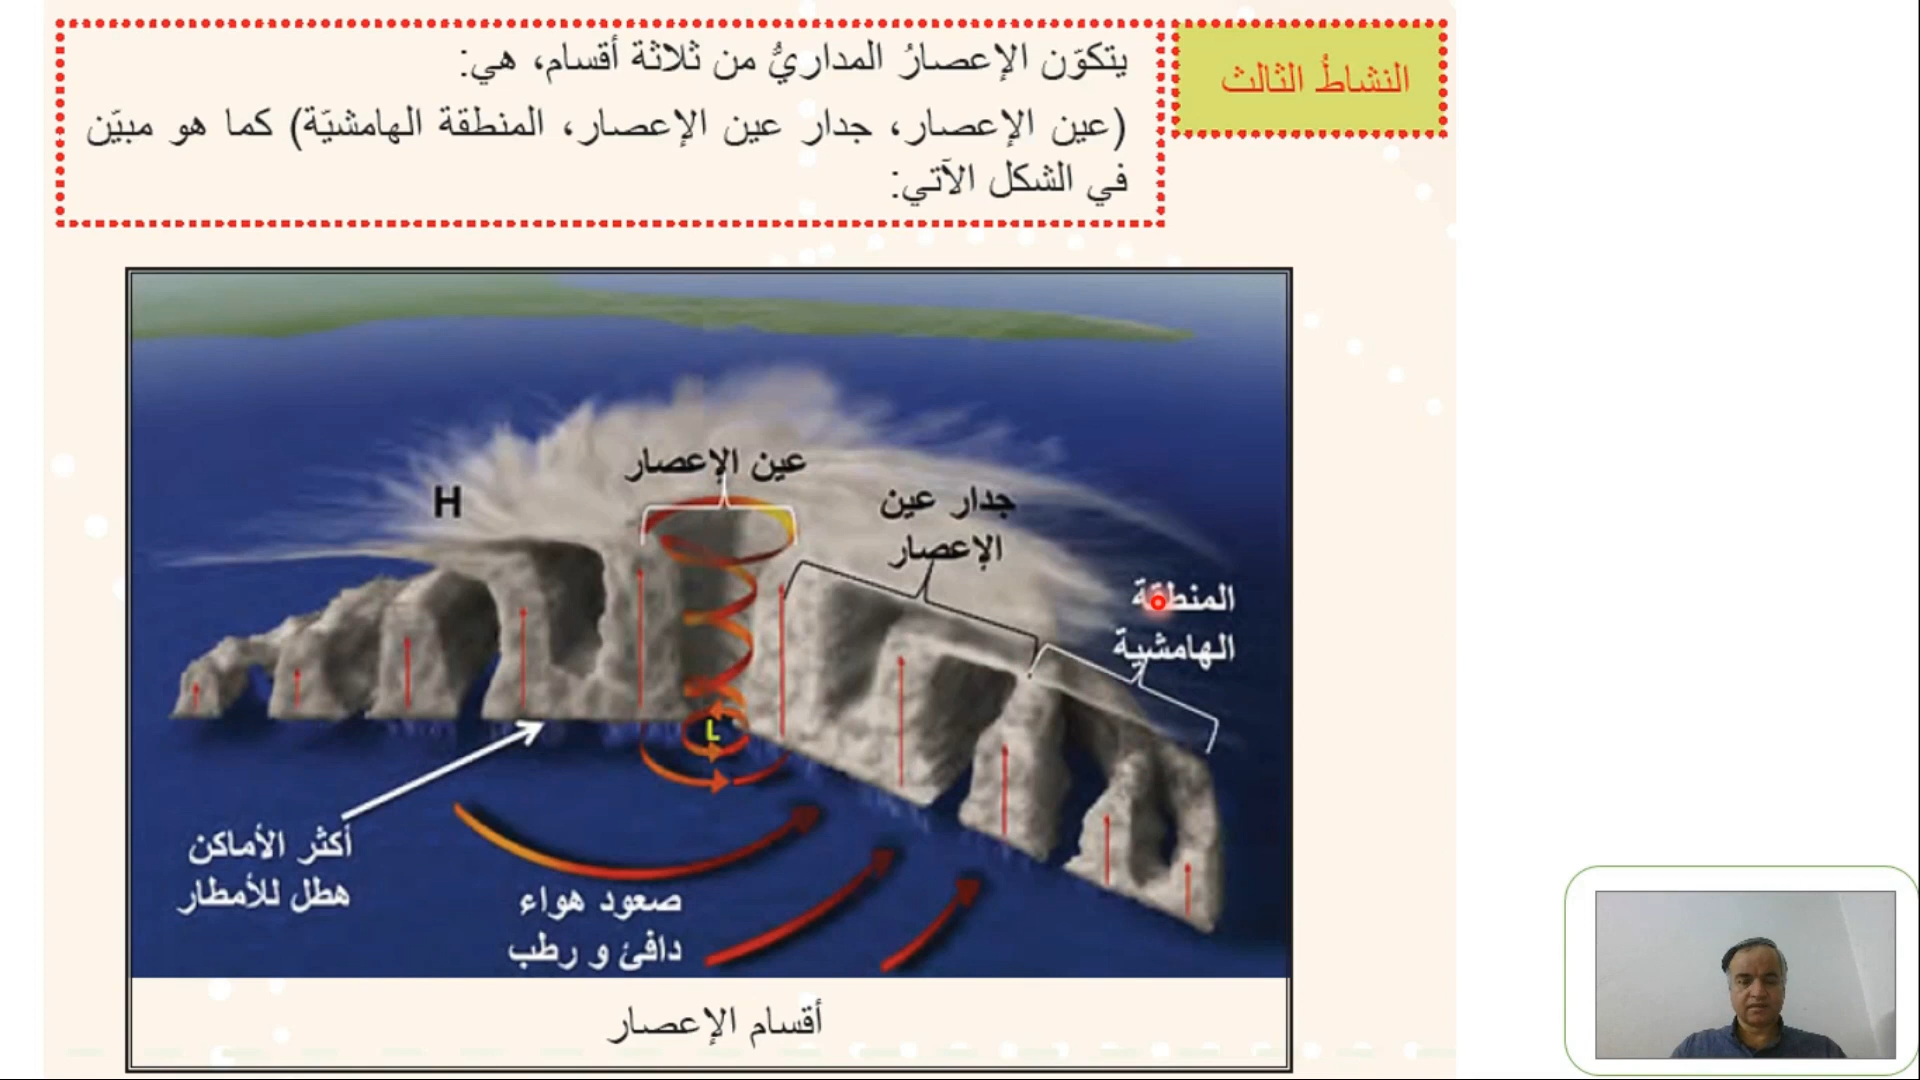 النشاطُ الثالث
يتكوّن الإعصارُ المداريُّ من ثلاثة أقسام، هي:
(عين الإعصار، جدار عين الإعصار، المنطقة الهامشيّة) كما هو مبيّن
في الشكل الآتي:
عين الإعصار
جدار عين
الإعصار
H
المنطقة
الهامشية
L
أكثر الأماكن
هطل للأمطار
صعود هواء
دافئ و رطب
أقسام الإعصار